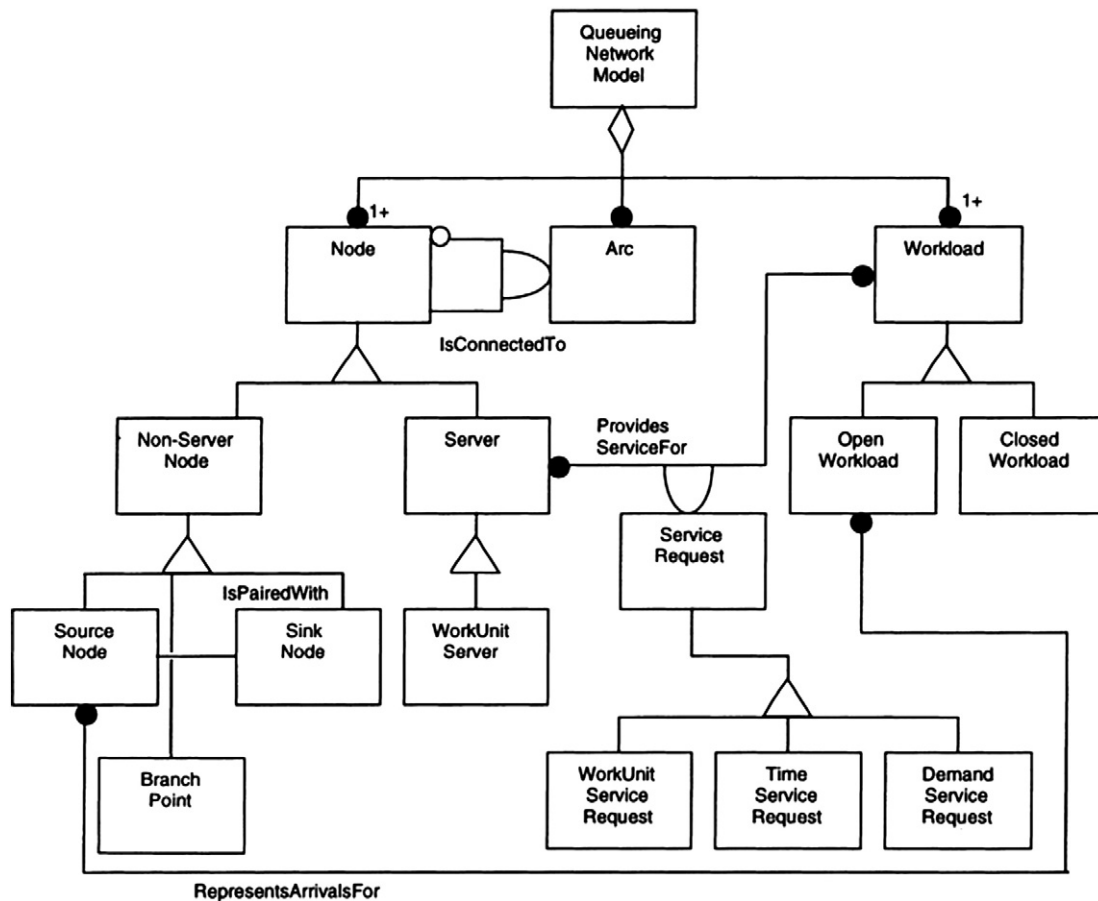 Queueing
Network
Model
1+
1+
Node
Arc
Workload
IsConnectedTo
Non-Server
Node
Server
Provides
ServiceFor
Open
Workload
Closed
Workload
Service
Request
IsPairedWith
Source
Node
Sink
Node
WorkUnit
Server
Branch
Point
WorkUnit
Service
Request
Time
Service
Request
Demand
Service
Request
RepresentsArrivalsFor